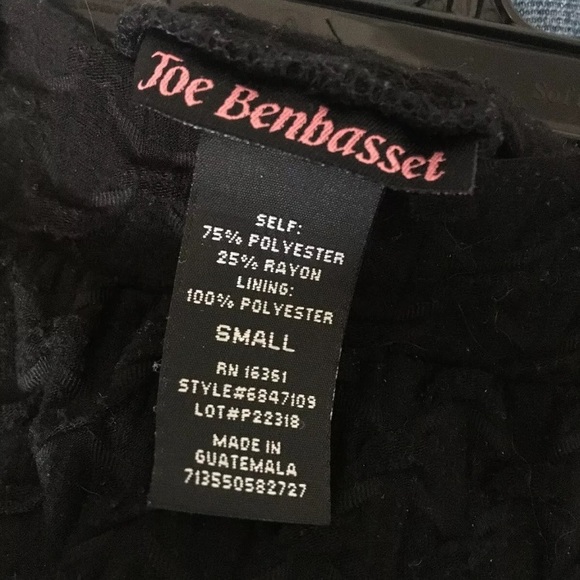 Joe Benbasset
SELF:
75% POLYESTER
25% RAYON
LINING:
100% POLYESTER
SMALL
RN 16361
STYLE#6847109
LOT#P22318
MADE IN
GUATEMALA
713550582727